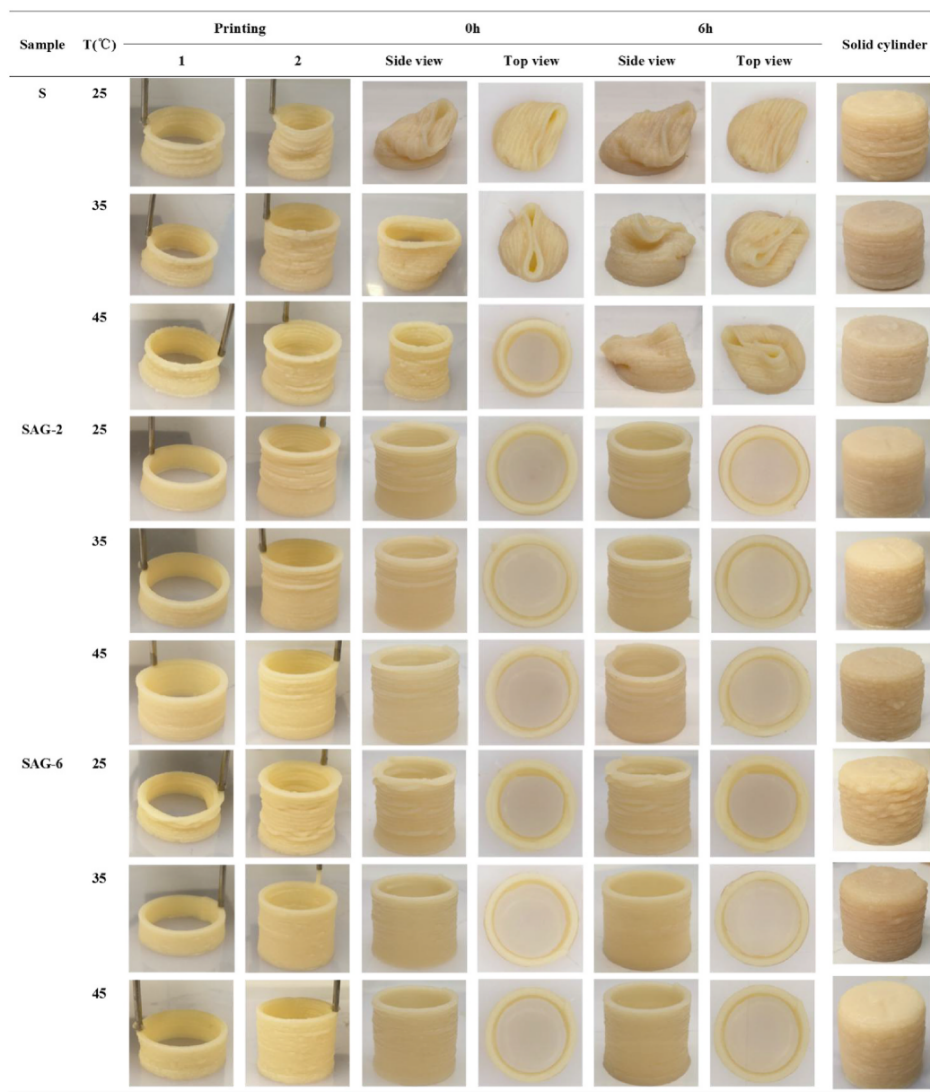 Sample T(℃) Printing 0h 6h Solid cylinder
1 2 Side view Top view Side view Top view
S 25
35
45
SAG-2 25
35
45
SAG-6 25
35
45